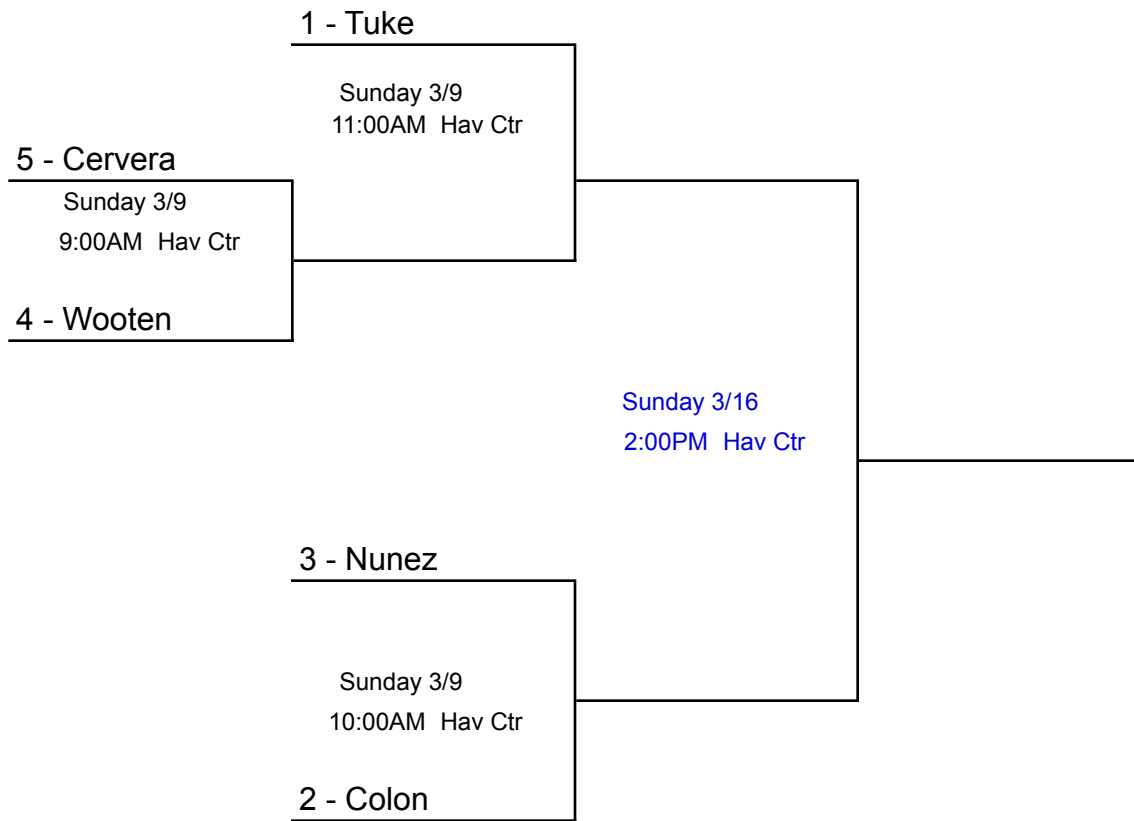 1 - Tuke
Sunday 3/9
11:00AM Hav Ctr
5 - Cervera
Sunday 3/9
9:00AM Hav Ctr
4 - Wooten
Sunday 3/16
2:00PM Hav Ctr
3 - Nunez
Sunday 3/9
10:00AM Hav Ctr
2 - Colon